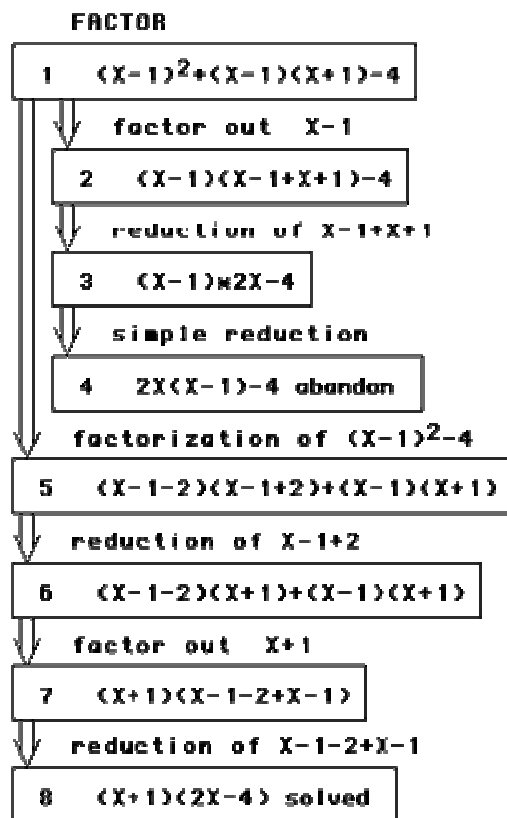 FACTOR
1 (X-1)²+(X-1)(X+1)-4
factor out X-1
2 (X-1)(X-1+X+1)-4
reduction of X-1+X+1
3 (X-1)*2X-4
simple reduction
4 2X(X-1)-4 abandon
factorization of (X-1)²-4
5 (X-1-2)(X-1+2)+(X-1)(X+1)
reduction of X-1+2
6 (X-1-2)(X+1)+(X-1)(X+1)
factor out X+1
7 (X+1)(X-1-2+X-1)
reduction of X-1-2+X-1
8 (X+1)(2X-4) solved